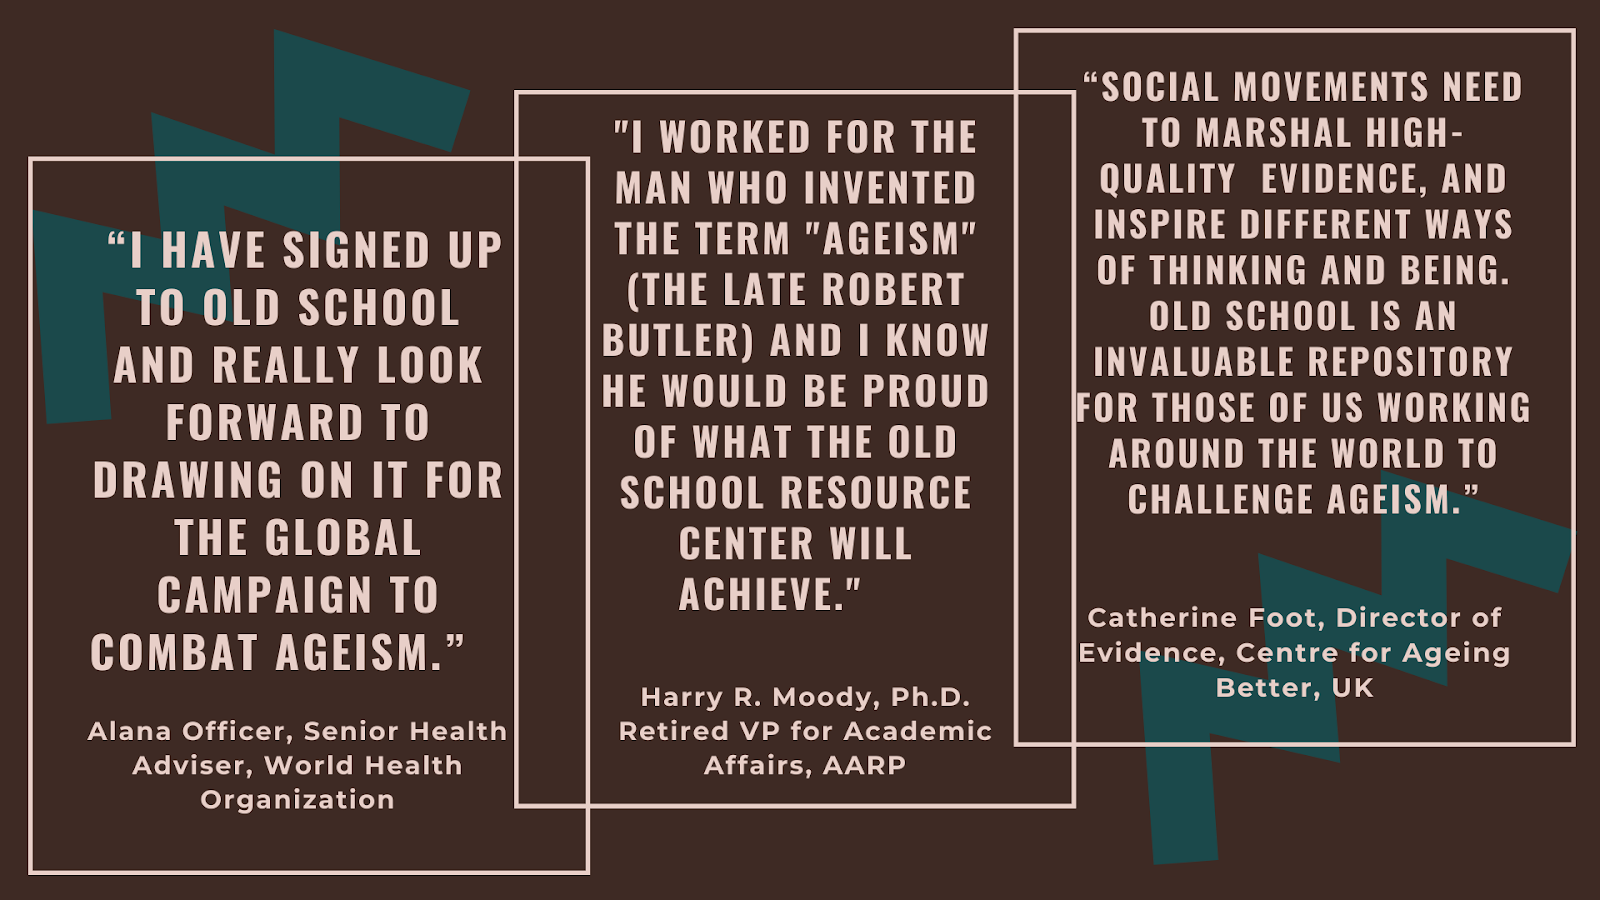 “I HAVE SIGNED UP
TO OLD SCHOOL
AND REALLY LOOK
FORWARD TO
DRAWING ON IT FOR
THE GLOBAL
CAMPAIGN TO
COMBAT AGEISM.”
Alana Officer, Senior Health
Adviser, World Health
Organization
"I WORKED FOR THE
MAN WHO INVENTED
THE TERM "AGEISM"
(THE LATE ROBERT
BUTLER) AND I KNOW
HE WOULD BE PROUD
OF WHAT THE OLD
SCHOOL RESOURCE
CENTER WILL
ACHIEVE."
Harry R. Moody, Ph.D.
Retired VP for Academic
Affairs, AARP
“SOCIAL MOVEMENTS NEED
TO MARSHAL HIGH-
QUALITY  EVIDENCE, AND
INSPIRE DIFFERENT WAYS
OF THINKING AND BEING.
OLD SCHOOL IS AN
INVALUABLE REPOSITORY
FOR THOSE OF US WORKING
AROUND THE WORLD TO
CHALLENGE AGEISM.”
Catherine Foot, Director of
Evidence, Centre for Ageing
Better, UK